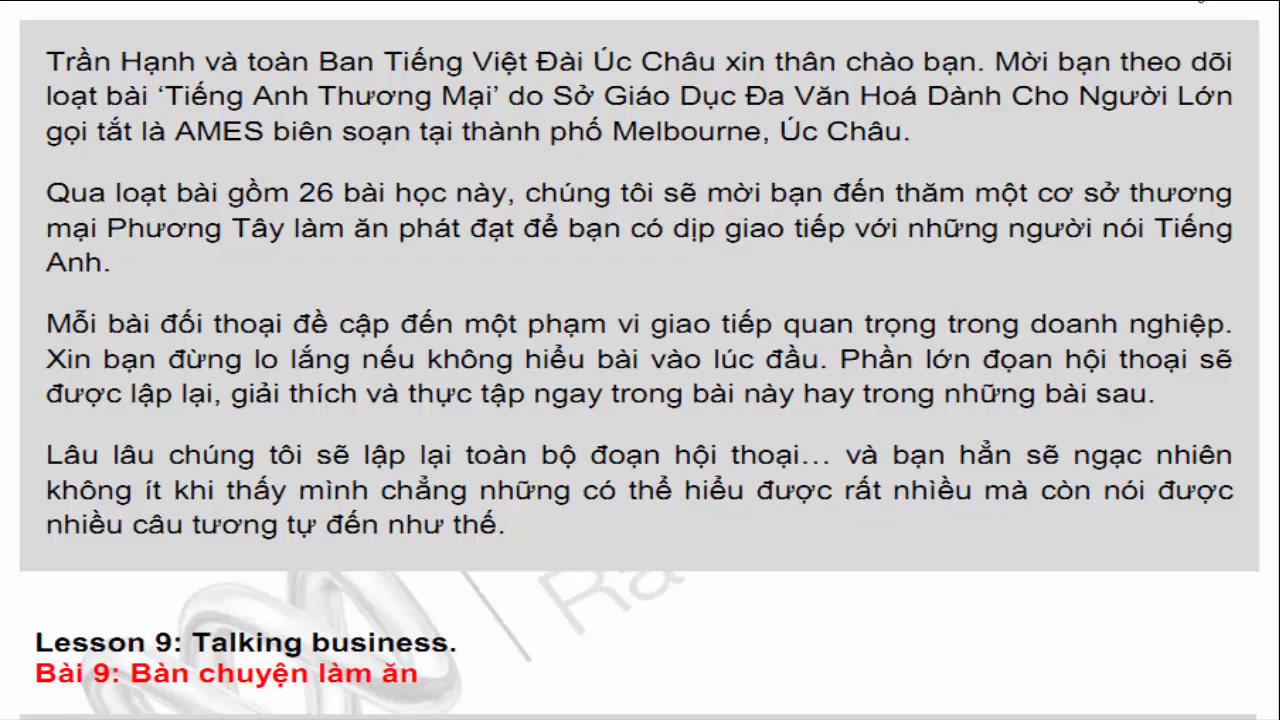 Trần Hạnh và toàn Ban Tiếng Việt Đài Úc Châu xin thân chào bạn. Mời bạn theo dõi
loạt bài ‘Tiếng Anh Thương Mại’ do Sở Giáo Dục Đa Văn Hoá Dành Cho Người Lớn
gọi tắt là AMES biên soạn tại thành phố Melbourne, Úc Châu.
Qua loạt bài gồm 26 bài học này, chúng tôi sẽ mời bạn đến thăm một cơ sở thương
mại Phương Tây làm ăn phát đạt để bạn có dịp giao tiếp với những người nói Tiếng
Anh.
Mỗi bài đối thoại đề cập đến một phạm vi giao tiếp quan trọng trong doanh nghiệp.
Xin bạn đừng lo lắng nếu không hiểu bài vào lúc đầu. Phần lớn đọan hội thoại sẽ
được lập lại, giải thích và thực tập ngay trong bài này hay trong những bài sau.
Lâu lâu chúng tôi sẽ lập lại toàn bộ đoạn hội thoại… và bạn hẳn sẽ ngạc nhiên
không ít khi thấy mình chẳng những có thể hiểu được rất nhiều mà còn nói được
nhiều câu tương tự đến như thế.
Ra
Lesson 9: Talking business.
Bài 9: Bàn chuyện làm ăn